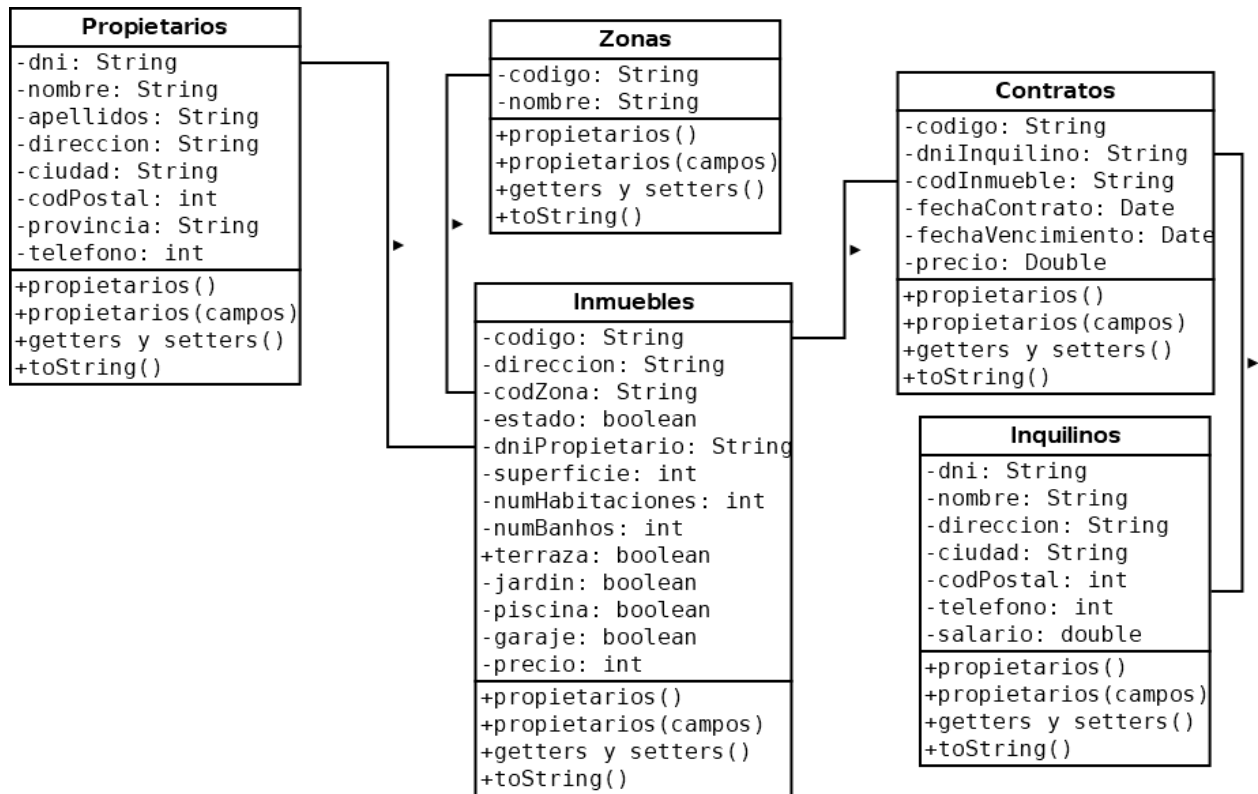 Propietarios
-dni: String
-nombre: String
-apellidos: String
-direccion: String
-ciudad: String
-codPostal: int
-provincia: String
-telefono: int
+propietarios()
+propietarios(campos)
+getters y setters()
+toString()
Zonas
-codigo: String
-nombre: String
+propietarios()
+propietarios(campos)
+getters y setters()
+toString()
Inmuebles
-codigo: String
-direccion: String
-codZona: String
-estado: boolean
-dniPropietario: String
-superficie: int
-numHabitaciones: int
-numBanhos: int
+terraza: boolean
-jardin: boolean
-piscina: boolean
-garaje: boolean
-precio: int
+propietarios()
+propietarios(campos)
+getters y setters()
+toString()
Contratos
-codigo: String
-dniInquilino: String
-codInmueble: String
-fechaContrato: Date
-fechaVencimiento: Date
-precio: Double
+propietarios()
+propietarios(campos)
+getters y setters()
+toString()
Inquilinos
-dni: String
-nombre: String
-direccion: String
-ciudad: String
-codPostal: int
-telefono: int
-salario: double
+propietarios()
+propietarios(campos)
+getters y setters()
+toString()